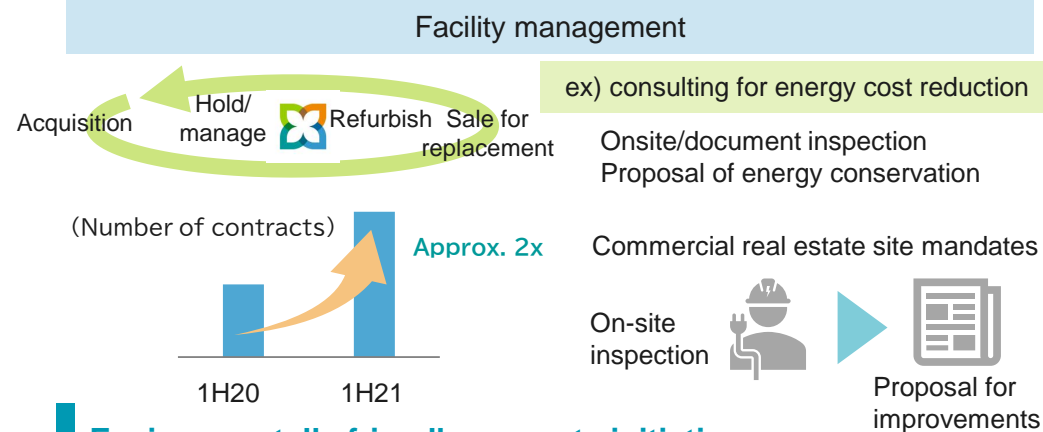 Facility management
Acquisition
Hold/
manage
Refurbish
Sale for
replacement
ex) consulting for energy cost reduction
Onsite/document inspection
Proposal of energy conservation
(Number of contracts)
Approx. 2x
1H20
1H21
Commercial real estate site mandates
On-site
inspection
Proposal for
improvements